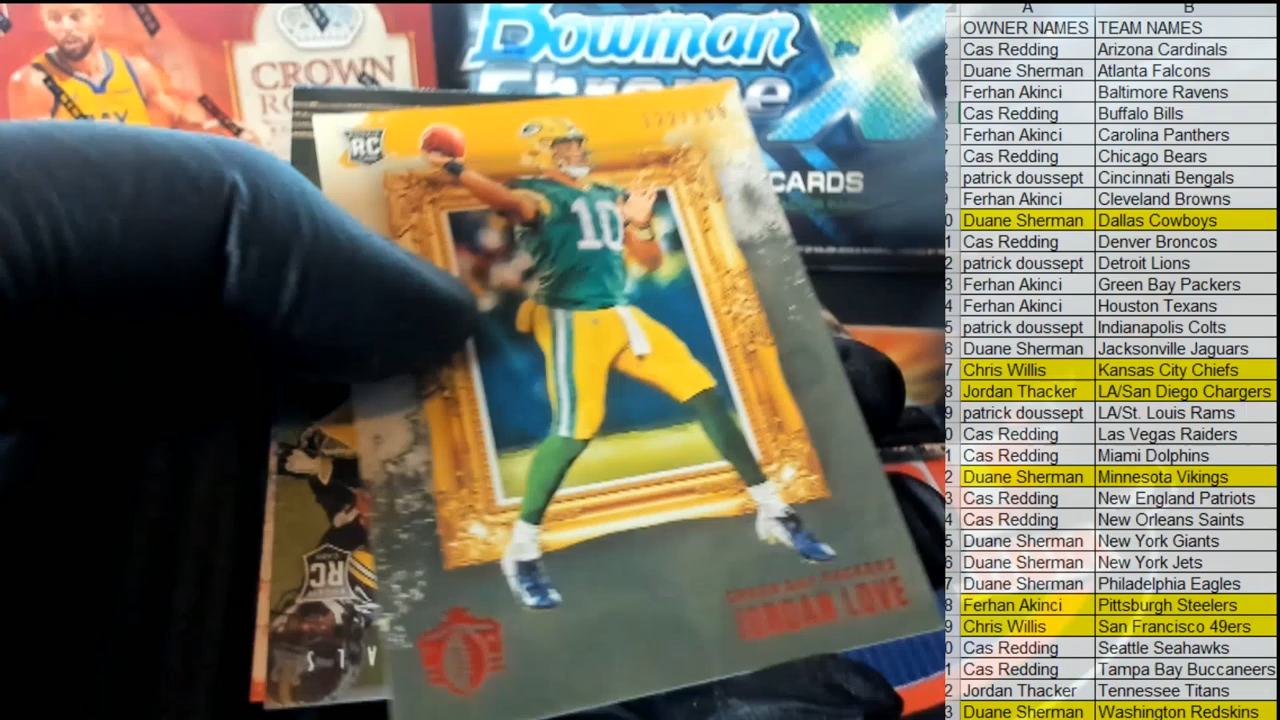 CROWN
Bowman
Chrome
CARDS
RC
10
GREEN BAY PACKERS
JORDAN LOVE
RC
A B
OWNER NAMES TEAM NAMES
Cas Redding Arizona Cardinals
Duane Sherman Atlanta Falcons
Ferhan Akinci Baltimore Ravens
Cas Redding Buffalo Bills
Ferhan Akinci Carolina Panthers
Cas Redding Chicago Bears
patrick doussept Cincinnati Bengals
Ferhan Akinci Cleveland Browns
Duane Sherman Dallas Cowboys
Cas Redding Denver Broncos
patrick doussept Detroit Lions
Ferhan Akinci Green Bay Packers
Ferhan Akinci Houston Texans
patrick doussept Indianapolis Colts
Duane Sherman Jacksonville Jaguars
Chris Willis Kansas City Chiefs
Jordan Thacker LA/San Diego Chargers
patrick doussept LA/St. Louis Rams
Cas Redding Las Vegas Raiders
Cas Redding Miami Dolphins
Duane Sherman Minnesota Vikings
Cas Redding New England Patriots
Cas Redding New Orleans Saints
Duane Sherman New York Giants
Duane Sherman New York Jets
Duane Sherman Philadelphia Eagles
Ferhan Akinci Pittsburgh Steelers
Chris Willis San Francisco 49ers
Cas Redding Seattle Seahawks
Cas Redding Tampa Bay Buccaneers
Jordan Thacker Tennessee Titans
Duane Sherman Washington Redskins